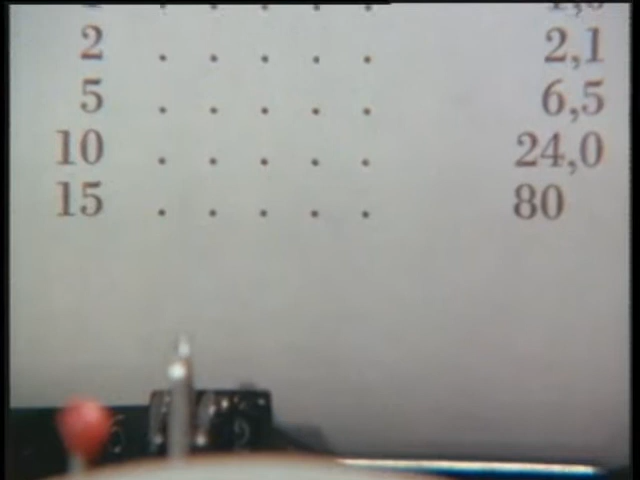 2 . . . . . 2,1
5 . . . . . 6,5
10 . . . . . 24,0
15 . . . . . 80